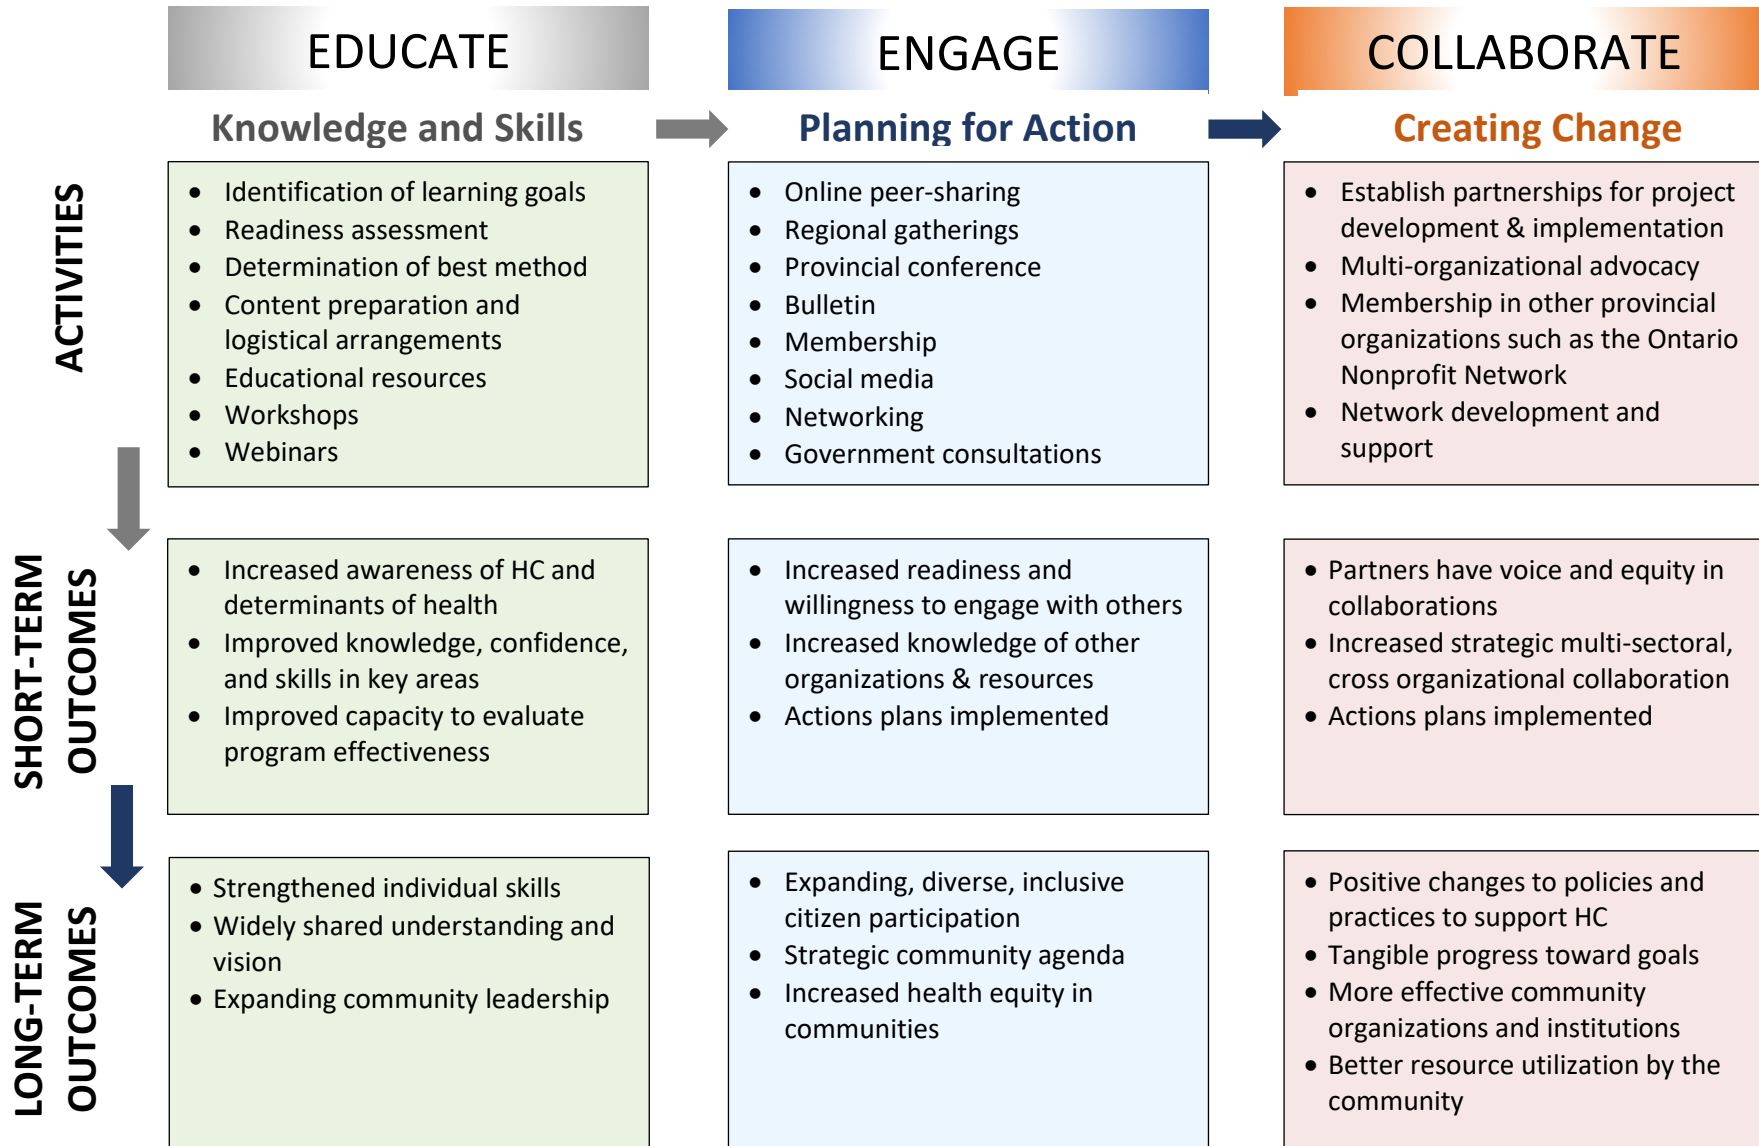 EDUCATE
ENGAGE
COLLABORATE
Knowledge and Skills
Planning for Action
Creating Change
ACTIVITIES
• Identification of learning goals
• Readiness assessment
• Determination of best method
• Content preparation and
logistical arrangements
• Educational resources
• Workshops
• Webinars
• Online peer-sharing
• Regional gatherings
• Provincial conference
• Bulletin
• Membership
• Social media
• Networking
• Government consultations
• Establish partnerships for project
development & implementation
• Multi-organizational advocacy
• Membership in other provincial
organizations such as the Ontario
Nonprofit Network
• Network development and
support
SHORT-TERM
OUTCOMES
• Increased awareness of HC and
determinants of health
• Improved knowledge, confidence,
and skills in key areas
• Improved capacity to evaluate
program effectiveness
• Increased readiness and
willingness to engage with others
• Increased knowledge of other
organizations & resources
• Actions plans implemented
• Partners have voice and equity in
collaborations
• Increased strategic multi-sectoral,
cross organizational collaboration
• Actions plans implemented
LONG-TERM
OUTCOMES
• Strengthened individual skills
• Widely shared understanding and
vision
• Expanding community leadership
• Expanding, diverse, inclusive
citizen participation
• Strategic community agenda
• Increased health equity in
communities
• Positive changes to policies and
practices to support HC
• Tangible progress toward goals
• More effective community
organizations and institutions
• Better resource utilization by the
community